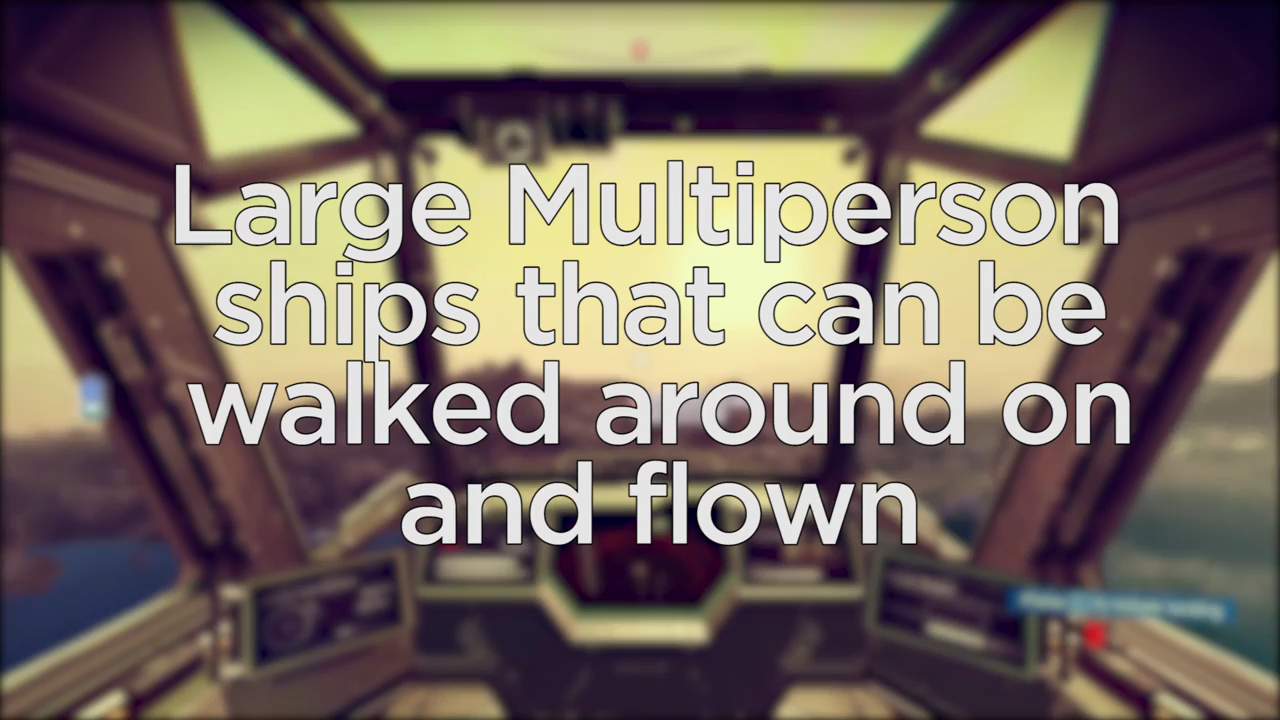 Large Multiperson
ships that can be
walked around on
and flown